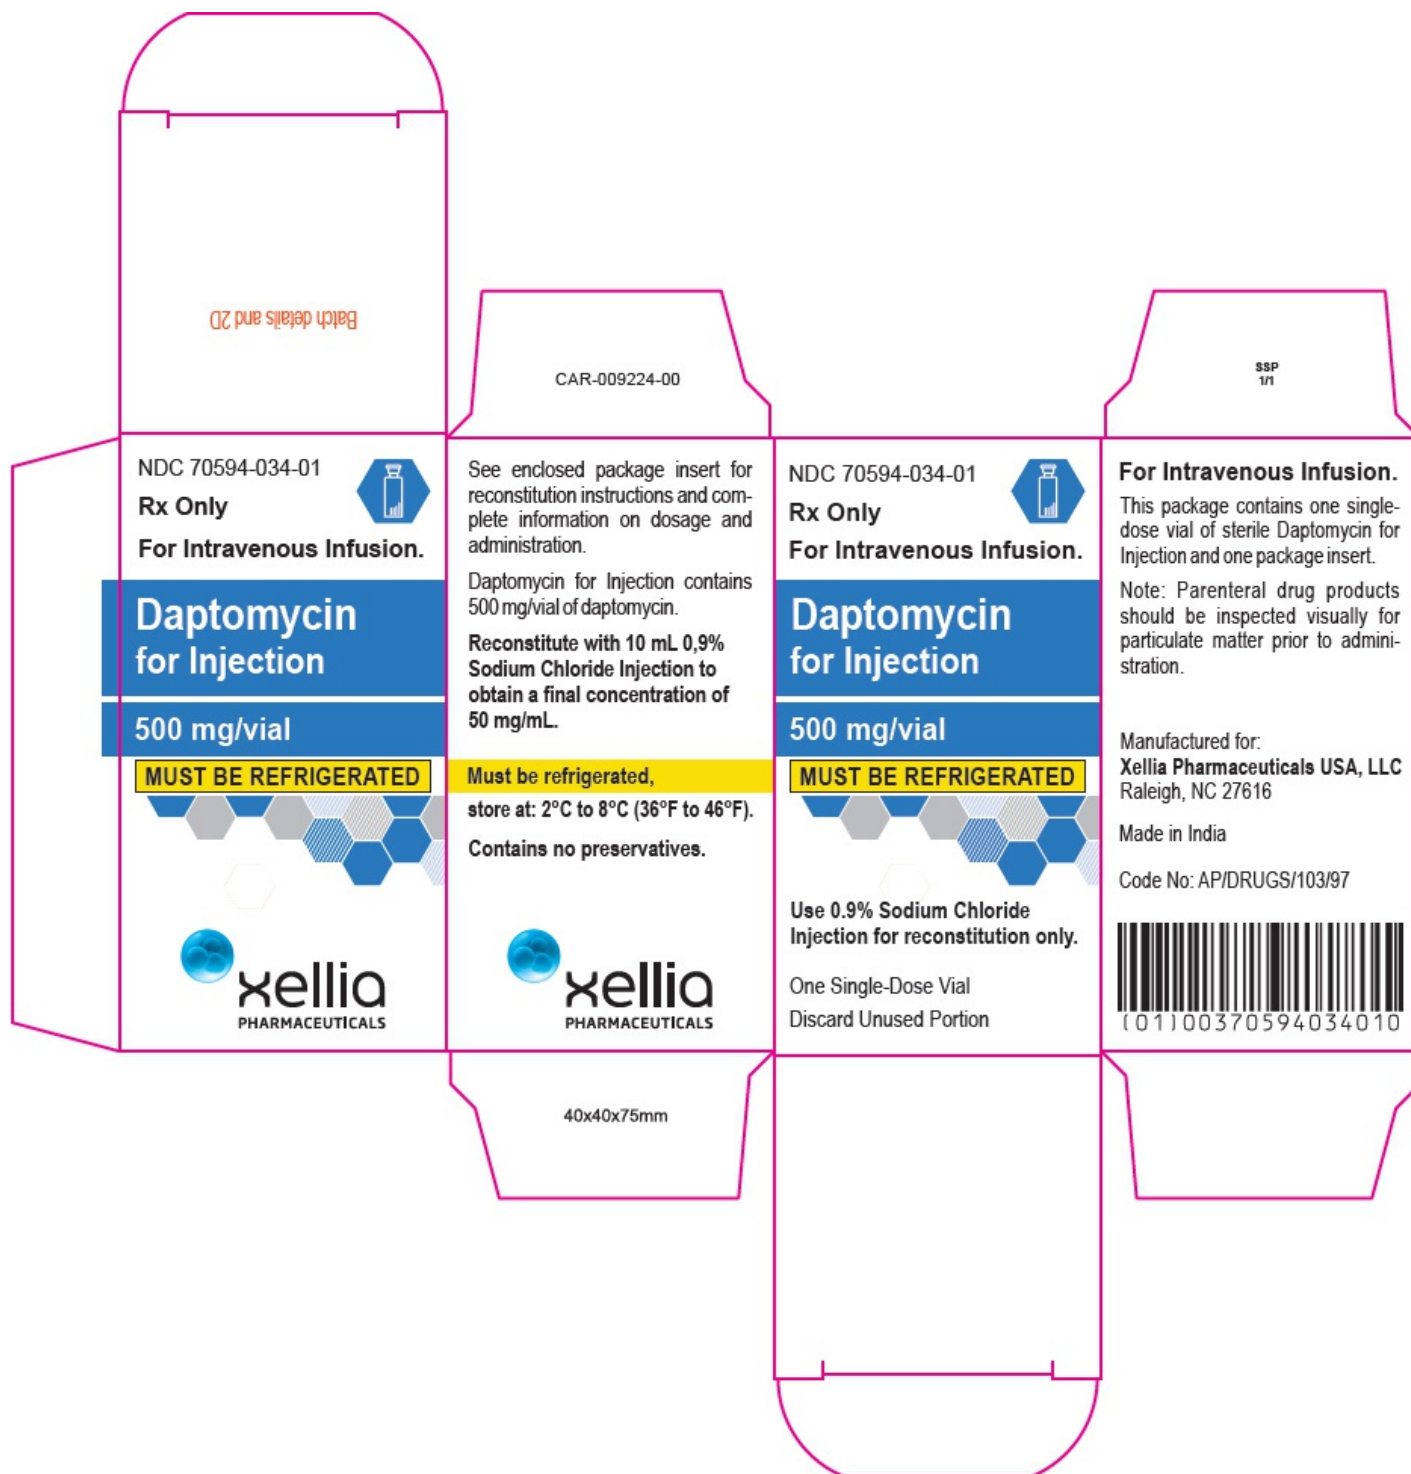 Batch details and 2D
CAR-009224-00
SSP
1/1
NDC 70594-034-01
Rx Only
For Intravenous Infusion.
Daptomycin
for Injection
500 mg/vial
MUST BE REFRIGERATED
xellia
PHARMACEUTICALS
See enclosed package insert for
reconstitution instructions and com-
plete information on dosage and
administration.
Daptomycin for Injection contains
500 mg/vial of daptomycin.
Reconstitute with 10 mL 0,9%
Sodium Chloride Injection to
obtain a final concentration of
50 mg/mL.
Must be refrigerated,
store at: 2°C to 8°C (36°F to 46°F).
Contains no preservatives.
xellia
PHARMACEUTICALS
NDC 70594-034-01
Rx Only
For Intravenous Infusion.
Daptomycin
for Injection
500 mg/vial
MUST BE REFRIGERATED
Use 0.9% Sodium Chloride
Injection for reconstitution only.
One Single-Dose Vial
Discard Unused Portion
For Intravenous Infusion.
This package contains one single-
dose vial of sterile Daptomycin for
Injection and one package insert.
Note: Parenteral drug products
should be inspected visually for
particulate matter prior to admini-
stration.
Manufactured for:
Xellia Pharmaceuticals USA, LLC
Raleigh, NC 27616
Made in India
Code No: AP/DRUGS/103/97
(01)00370594034010
40x40x75mm